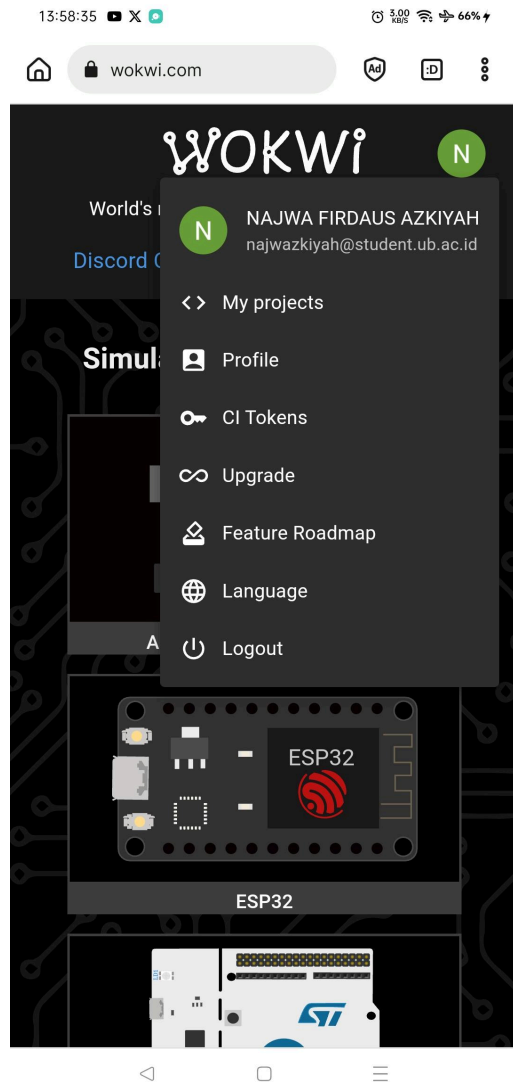 13:58:35
3.00 KB/S
66%
wokwi.com
Ad
:D
WOKWi
N
World's
Discord
N
NAJWA FIRDAUS AZKIYAH
najwazkiyah@student.ub.ac.id
My projects
Simul
Profile
CI Tokens
Upgrade
Feature Roadmap
Language
A
Logout
ESP32
ESP32
ST